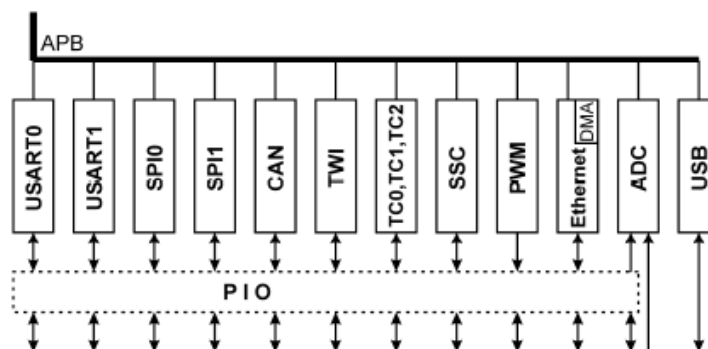 APB
USART0
USART1
SPI0
SPI1
CAN
TWI
TC0,TC1,TC2
SSC
PWM
Ethernet
DMA
ADC
USB
PIO